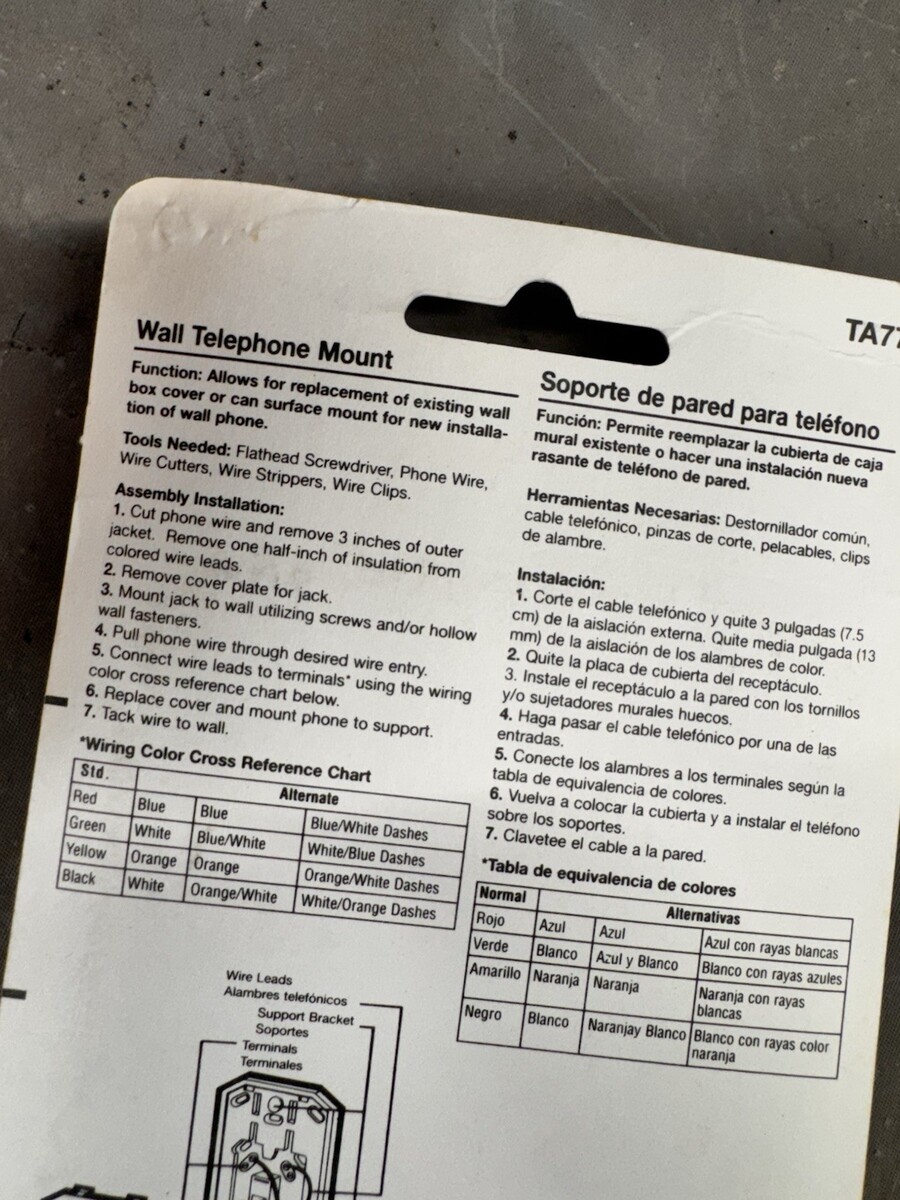 TA77
Wall Telephone Mount
Function: Allows for replacement of existing wall
box cover or can surface mount for new installa-
tion of wall phone.
Tools Needed: Flathead Screwdriver, Phone Wire,
Wire Cutters, Wire Strippers, Wire Clips.
Assembly Installation:
1. Cut phone wire and remove 3 inches of outer
jacket. Remove one half-inch of insulation from
colored wire leads.
2. Remove cover plate for jack.
3. Mount jack to wall utilizing screws and/or hollow
wall fasteners.
4. Pull phone wire through desired wire entry.
5. Connect wire leads to terminals* using the wiring
color cross reference chart below.
6. Replace cover and mount phone to support.
7. Tack wire to wall.
*Wiring Color Cross Reference Chart
Std. Alternate
Red Blue Blue Blue/White Dashes
Green White Blue/White White/Blue Dashes
Yellow Orange Orange Orange/White Dashes
Black White Orange/White White/Orange Dashes
Wire Leads
Alambres telefónicos
Support Bracket
Soportes
Terminals
Terminales
Soporte de pared para teléfono
Función: Permite reemplazar la cubierta de caja
mural existente o hacer una instalación nueva
rasante de teléfono de pared.
Herramientas Necesarias: Destornillador común,
cable telefónico, pinzas de corte, pelacables, clips
de alambre.
Instalación:
1. Corte el cable telefónico y quite 3 pulgadas (7.5
cm) de la aislación externa. Quite media pulgada (13
mm) de la aislación de los alambres de color.
2. Quite la placa de cubierta del receptáculo.
3. Instale el receptáculo a la pared con los tornillos
y/o sujetadores murales huecos.
4. Haga pasar el cable telefónico por una de las
entradas.
5. Conecte los alambres a los terminales según la
tabla de equivalencia de colores.
6. Vuelva a colocar la cubierta y a instalar el teléfono
sobre los soportes.
7. Clavetee el cable a la pared.
*Tabla de equivalencia de colores
Normal Alternativas
Rojo Azul Azul Azul con rayas blancas
Verde Blanco Azul y Blanco Blanco con rayas azules
Amarillo Naranja Naranja Naranja con rayas
blancas
Negro Blanco Naranjay Blanco Blanco con rayas color
naranja